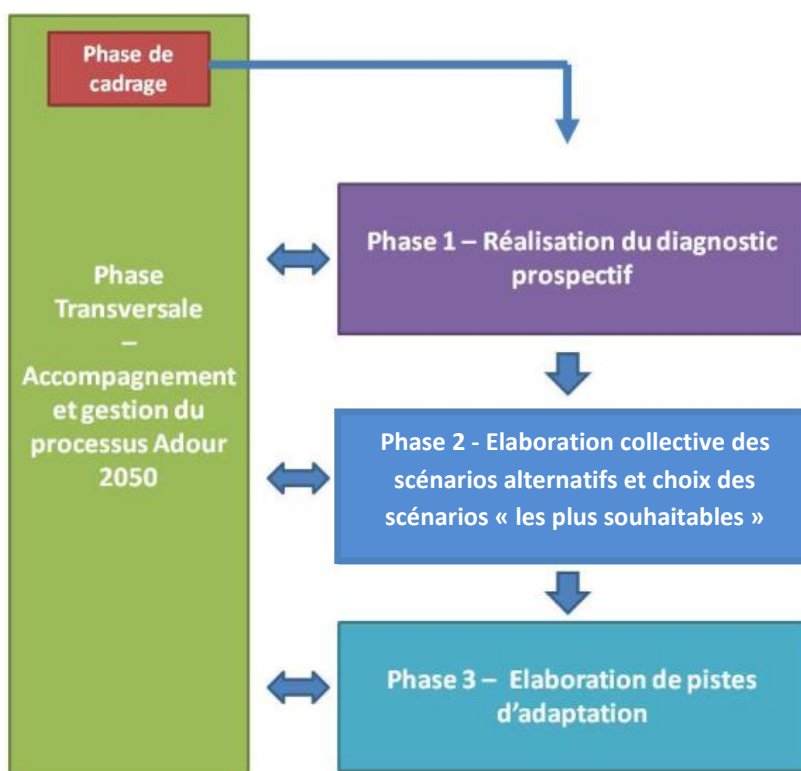 Phase de
cadrage
Phase
Transversale
–
Accompagnement
et gestion du
processus Adour
2050
Phase 1 – Réalisation du diagnostic
prospectif
Phase 2 - Elaboration collective des
scénarios alternatifs et choix des
scénarios « les plus souhaitables »
Phase 3 – Elaboration de pistes
d’adaptation